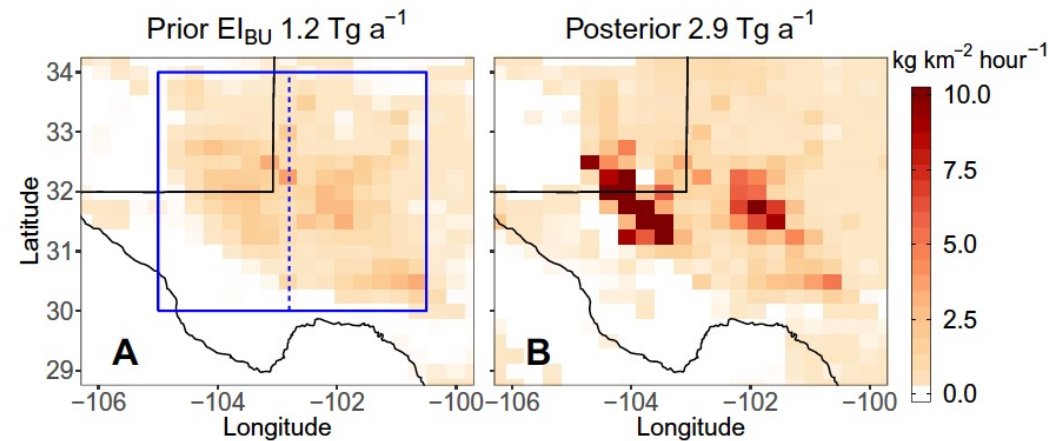 Prior EI_BU 1.2 Tg a⁻¹
Posterior 2.9 Tg a⁻¹
kg km⁻² hour⁻¹
34
33
32
31
30
29
Latitude
A
B
−106
−104
−102
−100
Longitude
−106
−104
−102
−100
Longitude
10.0
7.5
5.0
2.5
0.0